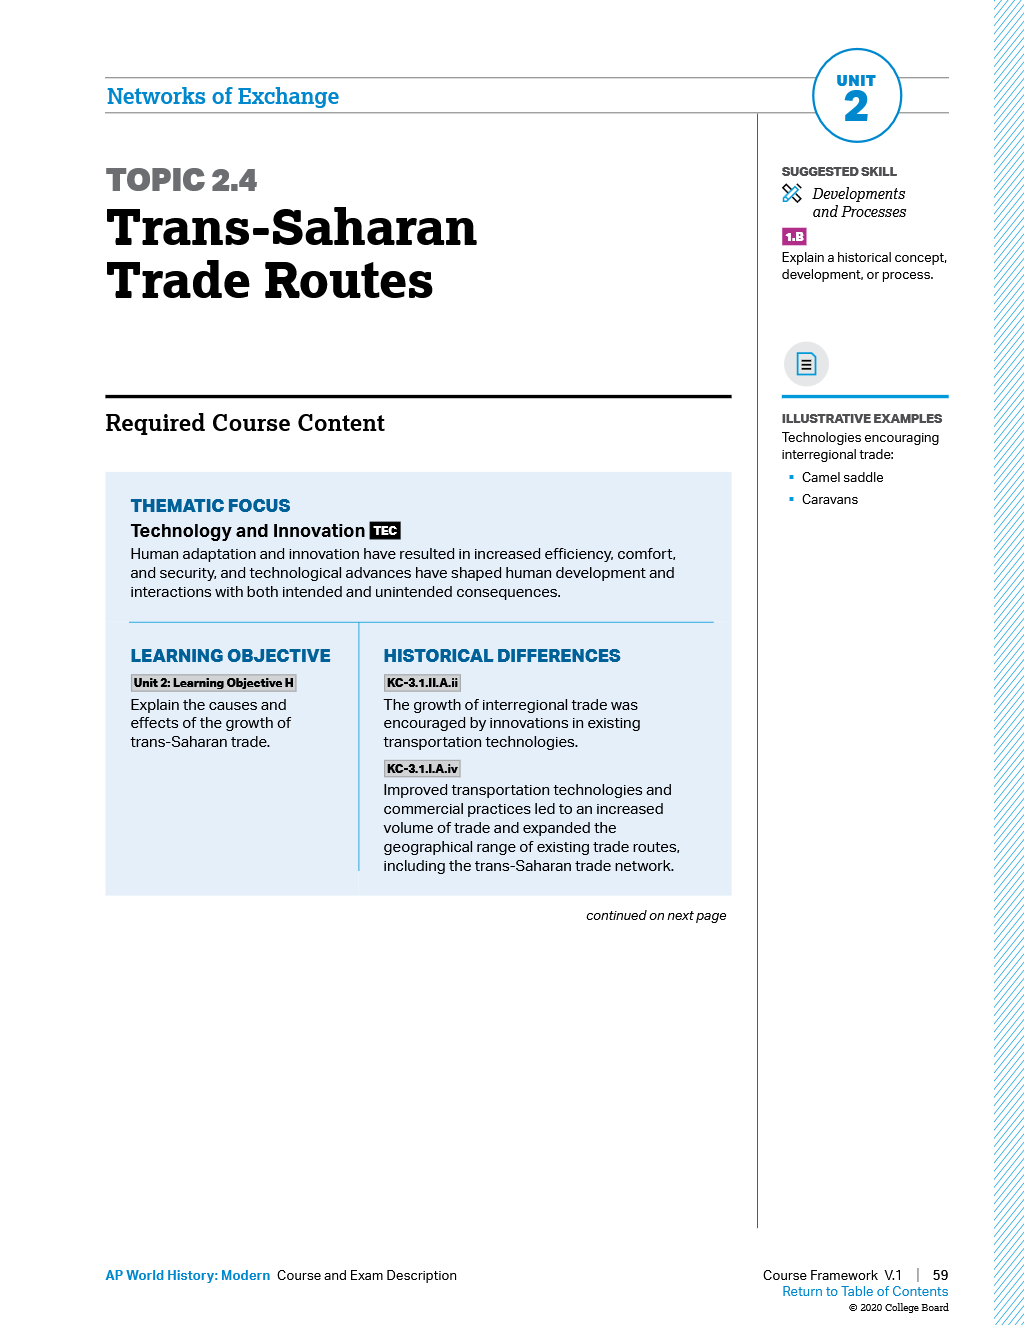 Networks of Exchange
UNIT
2
TOPIC 2.4
Trans-Saharan
Trade Routes
Required Course Content
THEMATIC FOCUS
Technology and Innovation TEC
Human adaptation and innovation have resulted in increased efficiency, comfort,
and security, and technological advances have shaped human development and
interactions with both intended and unintended consequences.
LEARNING OBJECTIVE
Unit 2: Learning Objective H
Explain the causes and
effects of the growth of
trans-Saharan trade.
HISTORICAL DIFFERENCES
KC-3.1.II.A.ii
The growth of interregional trade was
encouraged by innovations in existing
transportation technologies.
KC-3.1.I.A.iv
Improved transportation technologies and
commercial practices led to an increased
volume of trade and expanded the
geographical range of existing trade routes,
including the trans-Saharan trade network.
continued on next page
SUGGESTED SKILL
Developments
and Processes
1.B
Explain a historical concept,
development, or process.
ILLUSTRATIVE EXAMPLES
Technologies encouraging
interregional trade:
▪ Camel saddle
▪ Caravans
AP World History: Modern Course and Exam Description
Course Framework V.1 | 59
Return to Table of Contents
© 2020 College Board